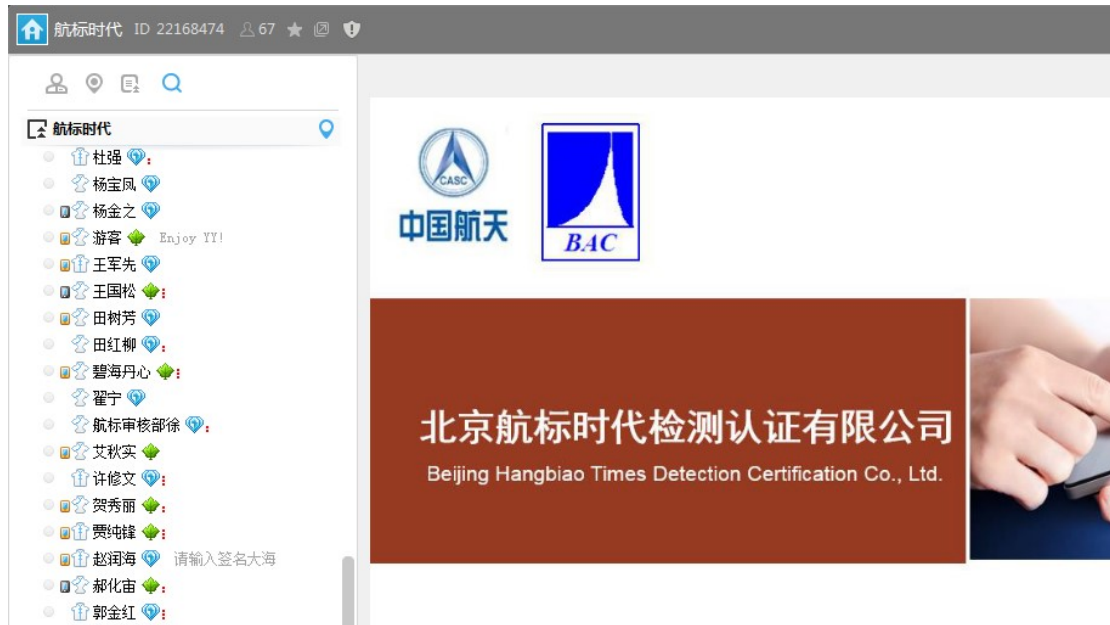 航标时代 ID 22168474 67
航标时代
杜强
杨宝凤
杨金之
游客 Enjoy YY!
王军先
王国松
田树芳
田红柳
碧海丹心
翟宁
航标审核部徐
艾秋实
许修文
贺秀丽
贾纯锋
赵润海 请输入签名大海
郝化宙
郭金红
CASC
中国航天
BAC
北京航标时代检测认证有限公司
Beijing Hangbiao Times Detection Certification Co., Ltd.